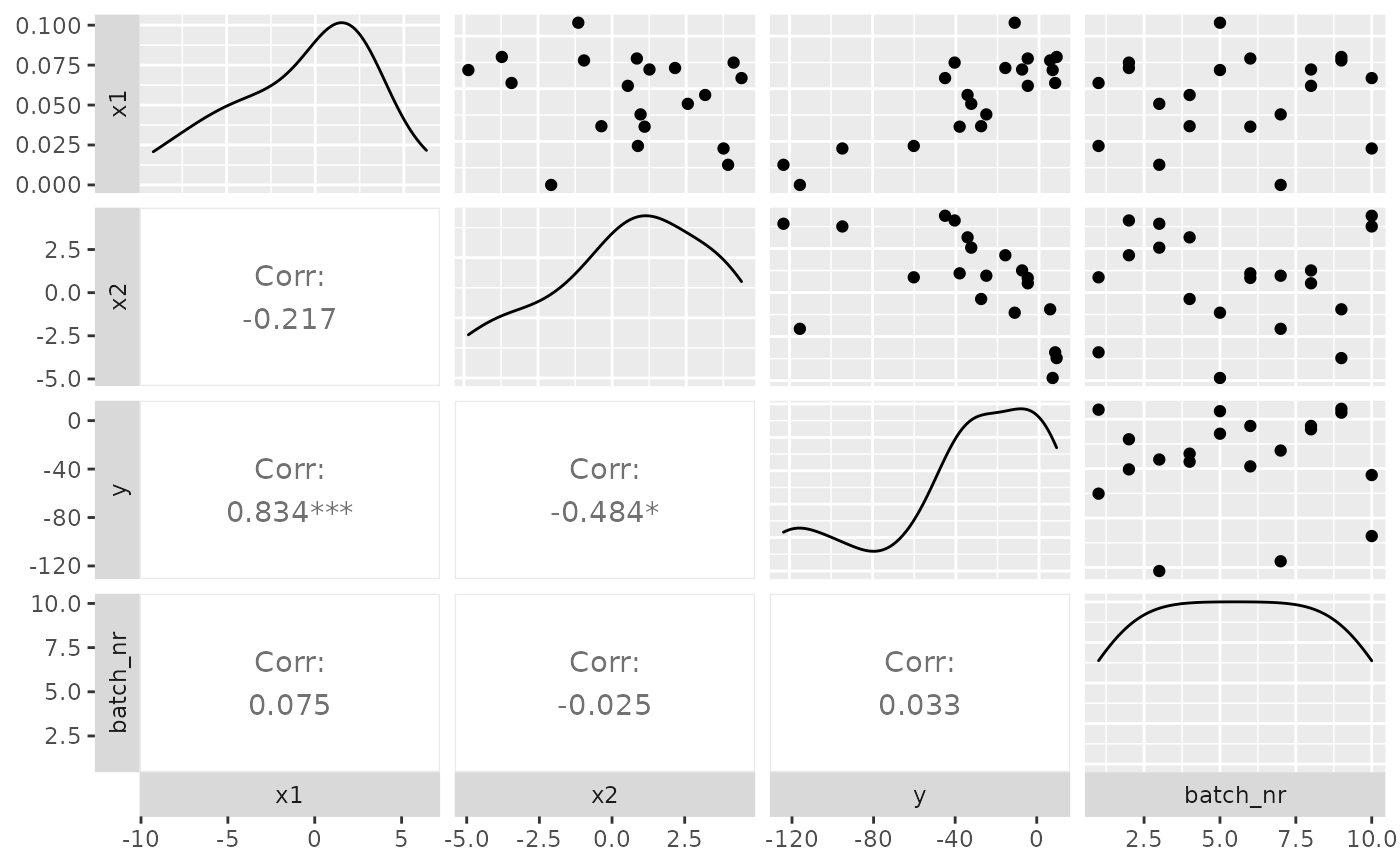 0.100
0.075
0.050
0.025
0.000
x1
2.5
0.0
-2.5
-5.0
x2
Corr:
-0.217
0
-40
-80
-120
y
Corr:
0.834***
Corr:
-0.484*
10.0
7.5
5.0
2.5
batch_nr
Corr:
0.075
Corr:
-0.025
Corr:
0.033
x1
x2
y
batch_nr
-10 -5 0 5
-5.0 -2.5 0.0 2.5
-120 -80 -40 0
2.5 5.0 7.5 10.0